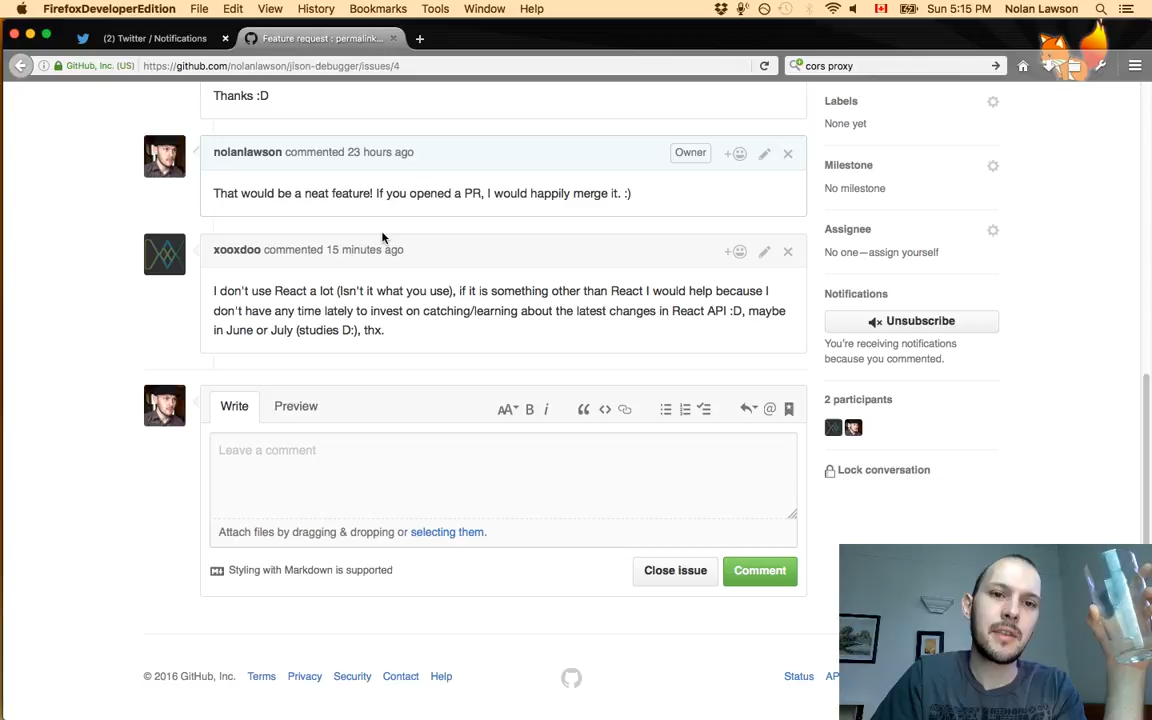 FirefoxDeveloperEdition File Edit View History Bookmarks Tools Window Help Sun 5:15 PM Nolan Lawson
(2) Twitter / Notifications × Feature request : permalink... × +
GitHub, Inc. (US) https://github.com/nolanlawson/jison-debugger/issues/4 cors proxy
Thanks :D
nolanlawson commented 23 hours ago Owner
That would be a neat feature! If you opened a PR, I would happily merge it. :)
xooxdoo commented 15 minutes ago
I don't use React a lot (Isn't it what you use), if it is something other than React I would help because I
don't have any time lately to invest on catching/learning about the latest changes in React API :D, maybe
in June or July (studies D:), thx.
Write Preview
AA B i
Leave a comment
Attach files by dragging & dropping or selecting them.
Styling with Markdown is supported
Close issue Comment
Labels
None yet
Milestone
No milestone
Assignee
No one—assign yourself
Notifications
Unsubscribe
You're receiving notifications
because you commented.
2 participants
Lock conversation
© 2016 GitHub, Inc. Terms Privacy Security Contact Help
Status AP